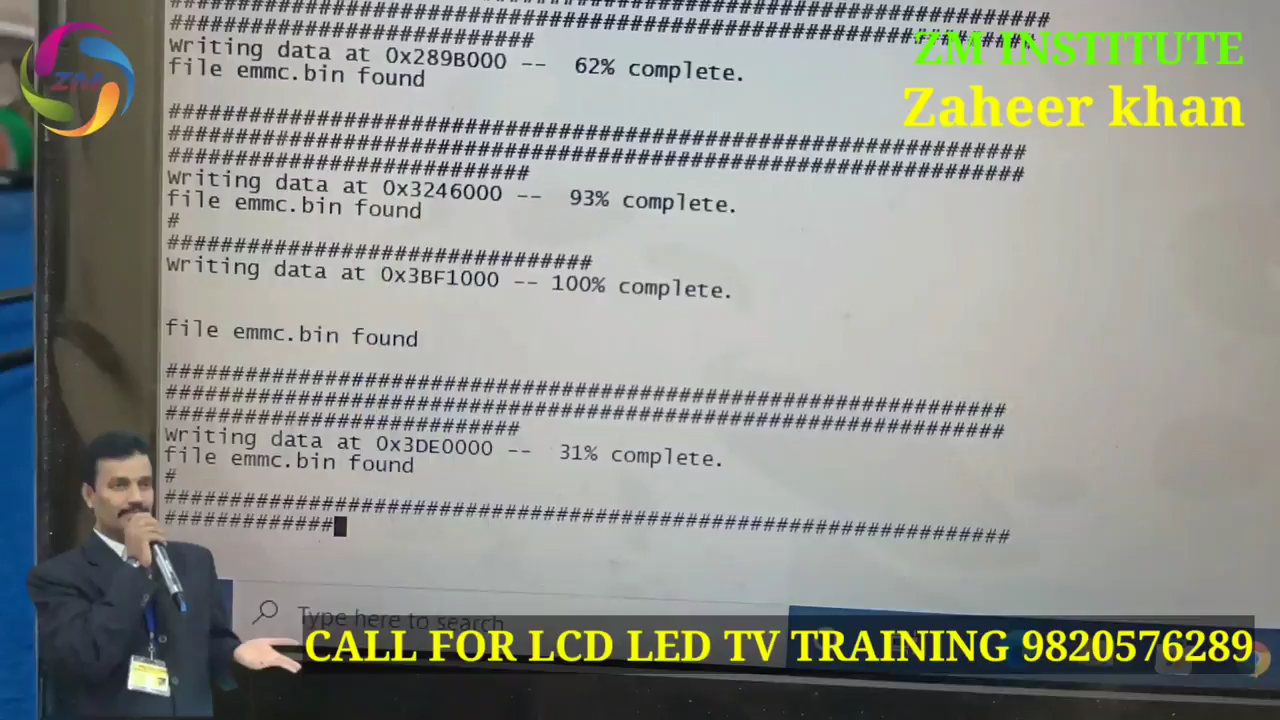 ZM
ZM INSTITUTE
Zaheer khan
Writing data at 0x289B000 --  62% complete.
file emmc.bin found
Writing data at 0x3246000 --  93% complete.
file emmc.bin found
#
################################
Writing data at 0x3BF1000 -- 100% complete.
file emmc.bin found
Writing data at 0x3DE0000 --  31% complete.
file emmc.bin found
#
#############
Type here to search
CALL FOR LCD LED TV TRAINING 9820576289